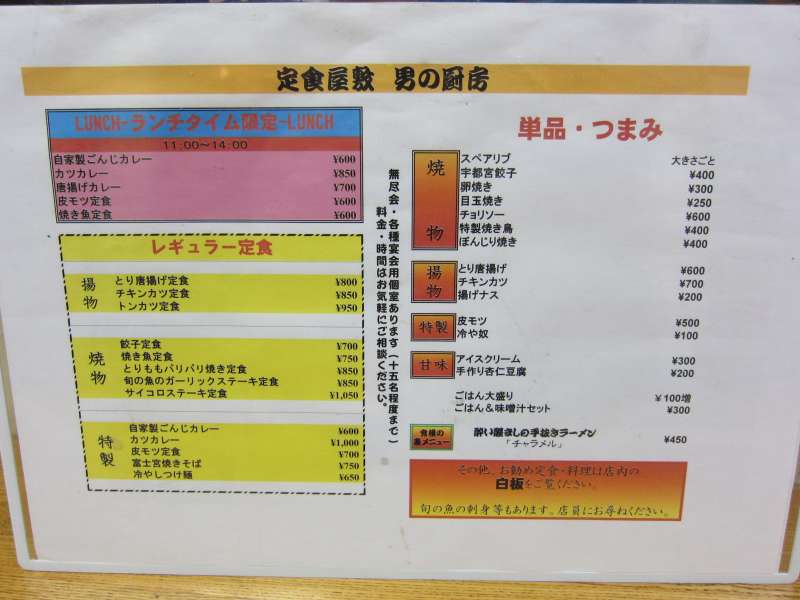 定食屋敷 男の厨房
LUNCH-ランチタイム限定-LUNCH
11:00～14:00
自家製ごんじカレー ¥600
カツカレー ¥850
唐揚げカレー ¥700
皮モツ定食 ¥600
焼き魚定食 ¥600
レギュラー定食
揚物
とり唐揚げ定食 ¥800
チキンカツ定食 ¥850
トンカツ定食 ¥950
焼物
餃子定食 ¥700
焼き魚定食 ¥750
とりももパリパリ焼き定食 ¥850
旬の魚のガーリックステーキ定食 ¥850
サイコロステーキ定食 ¥1,050
特製
自家製ごんじカレー ¥600
カツカレー ¥1,000
皮モツ定食 ¥700
富士宮焼きそば ¥750
冷やしつけ麺 ¥650
無尽会・各種宴会用個室あります(十五名程度まで)
料金・時間はお気軽にご相談ください。
単品・つまみ
焼物
スペアリブ 大きさごと
宇都宮餃子 ¥400
卵焼き ¥300
目玉焼き ¥250
チョリソー ¥600
特製焼き鳥 ¥400
ぼんじり焼き ¥400
揚物
とり唐揚げ ¥600
チキンカツ ¥700
揚げナス ¥200
特製
皮モツ ¥500
冷や奴 ¥100
甘味
アイスクリーム ¥300
手作り杏仁豆腐 ¥200
ごはん大盛り ¥100増
ごはん&味噌汁セット ¥300
裏メニュー
酔い醒ましの手抜きラーメン ¥450
「チャラメル」
その他、お勧め定食・料理は店内の
白板をご覧ください。
旬の魚の刺身等もあります。店員にお尋ねください。